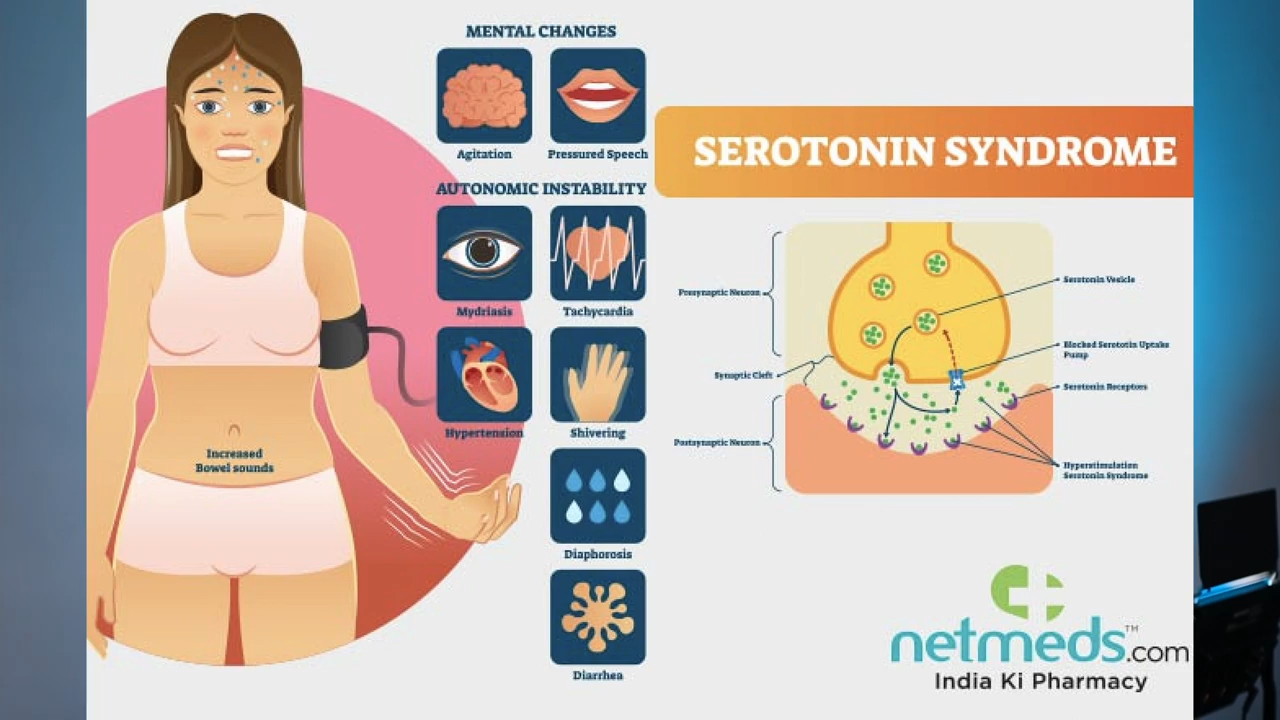 MENTAL CHANGES
Agitation
Pressured Speech
AUTONOMIC INSTABILITY
Mydriasis
Tachycardia
Hypertension
Shivering
Diaphorosis
Diarrhea
Increased
Bowel sounds
SEROTONIN SYNDROME
Presynaptic Neuron
Synaptic Cleft
Postsynaptic Neuron
Serotonin Vesicle
Blocked Serototin Uptake
Pump
Serotonin Receptors
Hyperstimulation
Serotonin Syndrome
netmeds.com™
India Ki Pharmacy